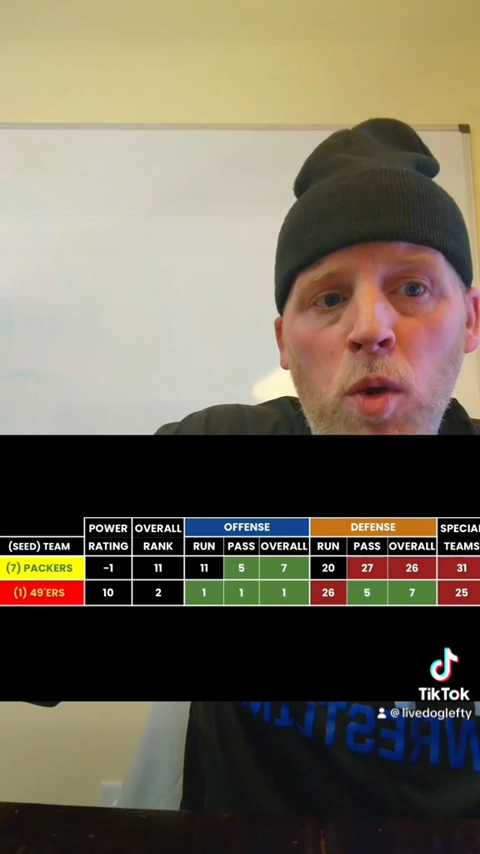 POWER OVERALL OFFENSE DEFENSE SPECIAL
(SEED) TEAM RATING RANK RUN PASS OVERALL RUN PASS OVERALL TEAMS
(7) PACKERS -1 11 11 5 7 20 27 26 31
(1) 49'ERS 10 2 1 1 1 26 5 7 25
TikTok
@livedoglefty
WRESTLIN